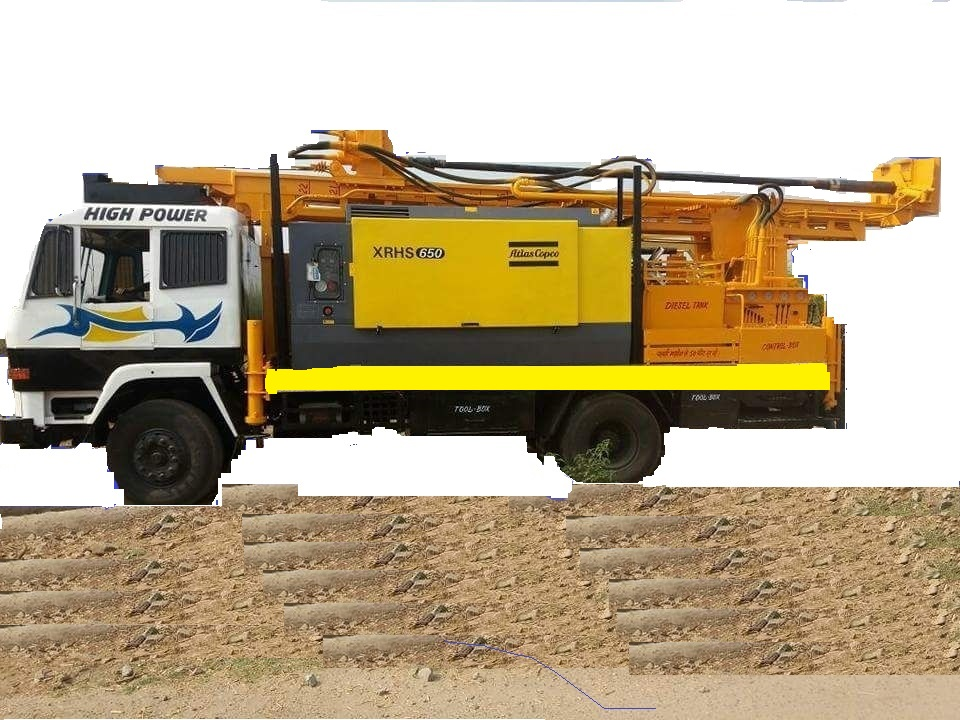 HIGH POWER
XRHS 650
Atlas Copco
DIESEL TANK
CONTROL-BOX
TOOL-BOX
TOOL-BOX